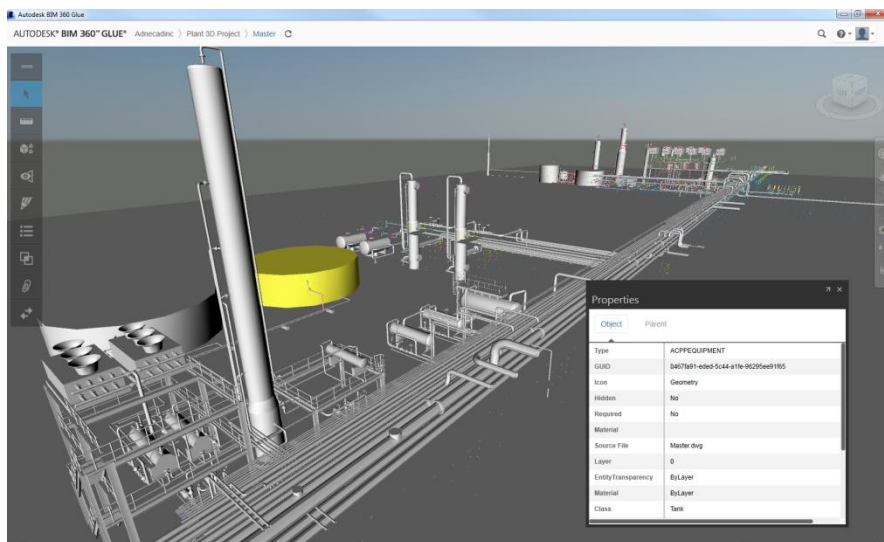 Autodesk BIM 360 Glue
AUTODESK® BIM 360™ GLUE® Adnecadinc > Plant 3D Project > Master
Properties
Object Parent
Type ACPPEQUIPMENT
GUID 0467fa91-eded-5c44-a1fe-96295ee91f65
Icon Geometry
Hidden No
Required No
Material
Source File Master.dwg
Layer 0
EntityTransparency ByLayer
Material ByLayer
Class Tank